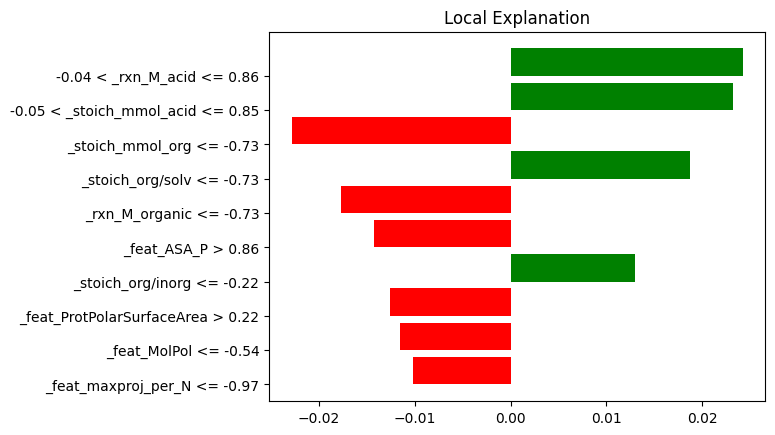 Local Explanation
-0.04 < _rxn_M_acid <= 0.86
-0.05 < _stoich_mmol_acid <= 0.85
_stoich_mmol_org <= -0.73
_stoich_org/solv <= -0.73
_rxn_M_organic <= -0.73
_feat_ASA_P > 0.86
_stoich_org/inorg <= -0.22
_feat_ProtPolarSurfaceArea > 0.22
_feat_MolPol <= -0.54
_feat_maxproj_per_N <= -0.97
−0.02 −0.01 0.00 0.01 0.02